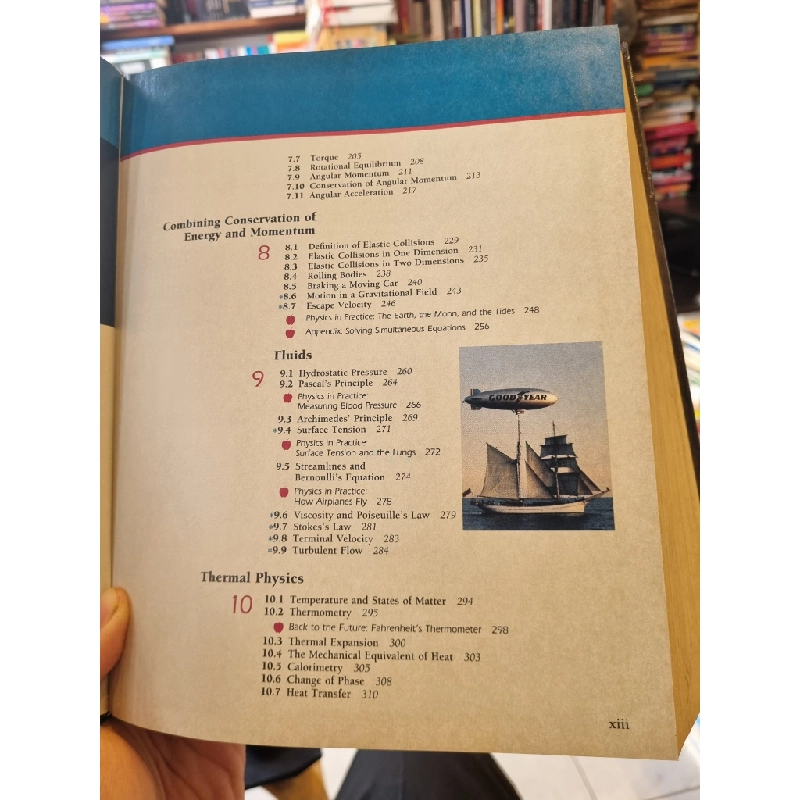 7.7 Torque 205
7.8 Rotational Equilibrium 208
7.9 Angular Momentum 211
7.10 Conservation of Angular Momentum 213
7.11 Angular Acceleration 217
Combining Conservation of
Energy and Momentum
8
8.1 Definition of Elastic Collisions 229
8.2 Elastic Collisions in One Dimension 231
8.3 Elastic Collisions in Two Dimensions 235
8.4 Rolling Bodies 238
8.5 Braking a Moving Car 240
*8.6 Motion in a Gravitational Field 243
*8.7 Escape Velocity 246
Physics in Practice: The Earth, the Moon, and the Tides 248
Appendix: Solving Simultaneous Equations 256
Fluids
9
9.1 Hydrostatic Pressure 260
9.2 Pascal's Principle 264
Physics in Practice:
Measuring Blood Pressure 266
9.3 Archimedes' Principle 269
*9.4 Surface Tension 271
Physics in Practice:
Surface Tension and the Lungs 272
9.5 Streamlines and
Bernoulli's Equation 274
Physics in Practice:
How Airplanes Fly 278
*9.6 Viscosity and Poiseuille's Law 279
*9.7 Stokes's Law 281
*9.8 Terminal Velocity 283
*9.9 Turbulent Flow 284
GOODYEAR
Thermal Physics
10
10.1 Temperature and States of Matter 294
10.2 Thermometry 295
Back to the Future: Fahrenheit's Thermometer 298
10.3 Thermal Expansion 300
10.4 The Mechanical Equivalent of Heat 303
10.5 Calorimetry 305
10.6 Change of Phase 308
10.7 Heat Transfer 310
xiii